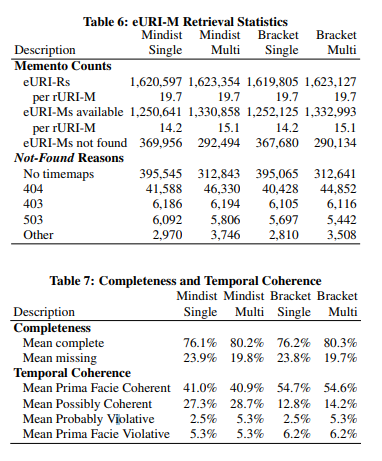 Table 6: eURI-M Retrieval Statistics
Mindist Mindist Bracket Bracket
Description Single Multi Single Multi
Memento Counts
eURI-Rs 1,620,597 1,623,354 1,619,805 1,623,127
per rURI-M 19.7 19.7 19.7 19.7
eURI-Ms available 1,250,641 1,330,858 1,252,125 1,332,993
per rURI-M 14.2 15.1 14.2 15.1
eURI-Ms not found 369,956 292,494 367,680 290,134
Not-Found Reasons
No timemaps 395,545 312,843 395,065 312,641
404 41,588 46,330 40,428 44,852
403 6,186 6,194 6,105 6,116
503 6,092 5,806 5,697 5,442
Other 2,970 3,746 2,810 3,508
Table 7: Completeness and Temporal Coherence
Mindist Mindist Bracket Bracket
Description Single Multi Single Multi
Completeness
Mean complete 76.1% 80.2% 76.2% 80.3%
Mean missing 23.9% 19.8% 23.8% 19.7%
Temporal Coherence
Mean Prima Facie Coherent 41.0% 40.9% 54.7% 54.6%
Mean Possibly Coherent 27.3% 28.7% 12.8% 14.2%
Mean Probably Violative 2.5% 5.3% 2.5% 5.3%
Mean Prima Facie Violative 5.3% 5.3% 6.2% 6.2%